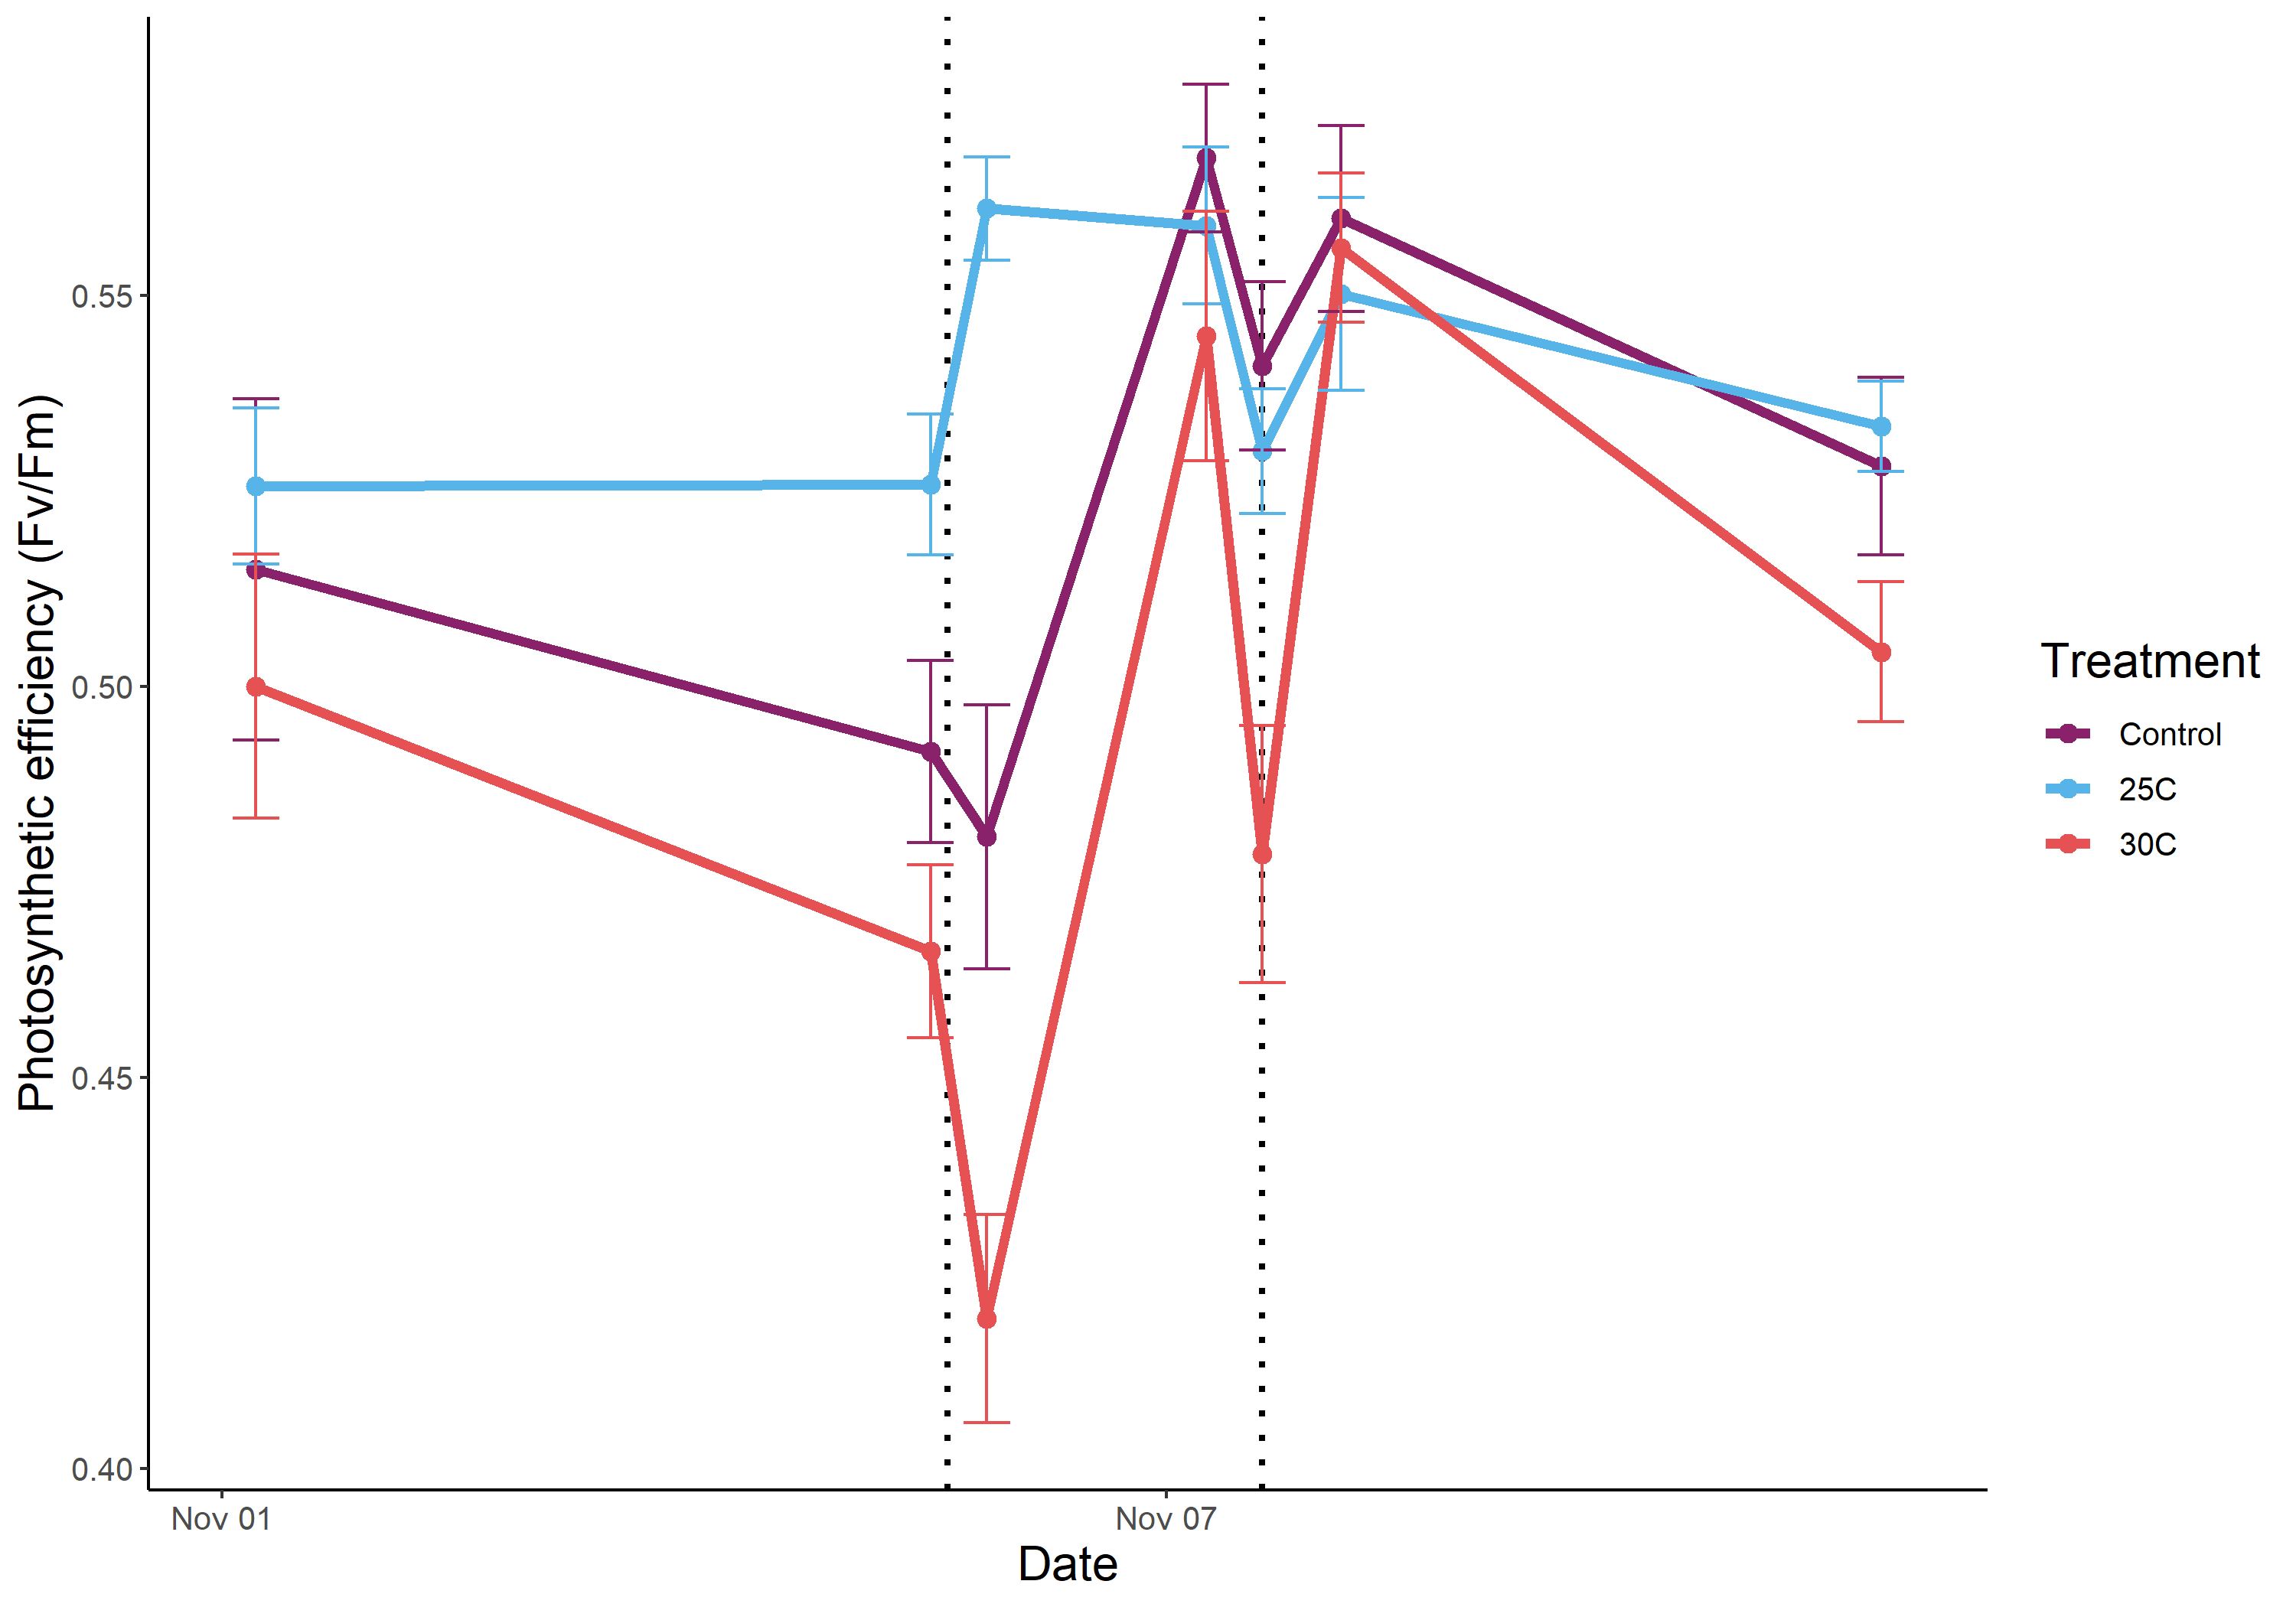 Photosynthetic efficiency (Fv/Fm)
0.55
0.50
0.45
0.40
Nov 01
Nov 07
Date
Treatment
Control
25C
30C